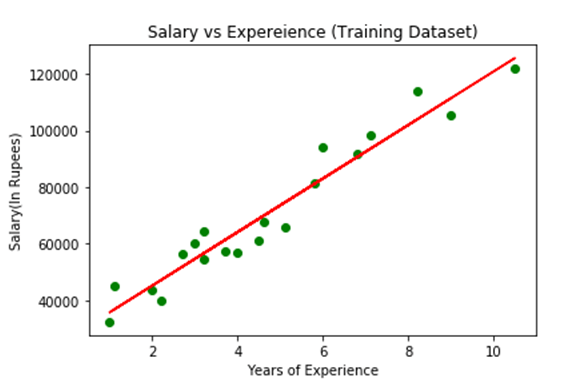 Salary vs Expereience (Training Dataset)
120000
100000
80000
60000
40000
Salary(In Rupees)
2 4 6 8 10
Years of Experience